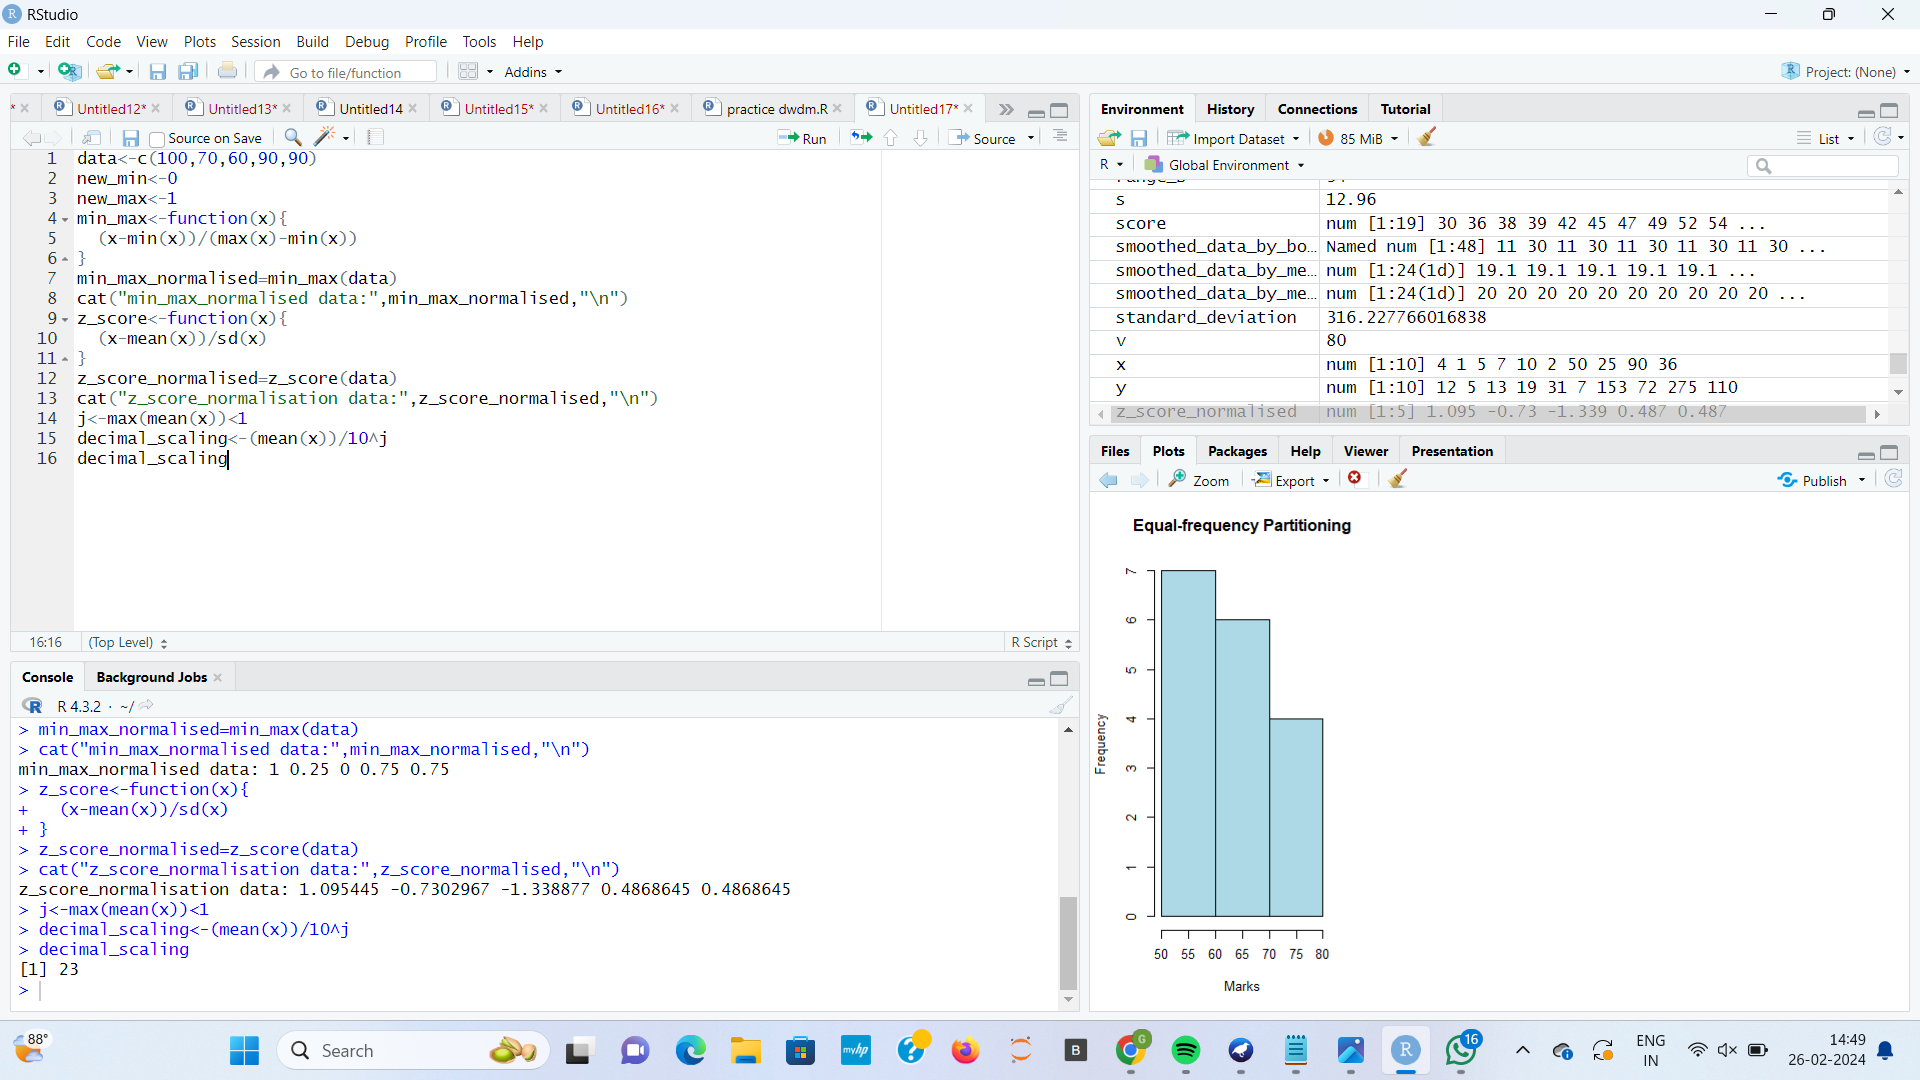 RStudio
File Edit Code View Plots Session Build Debug Profile Tools Help
Go to file/function Addins Project: (None)
Untitled12* Untitled13* Untitled14 Untitled15* Untitled16* practice dwdm.R Untitled17*
Source on Save Run Source
1 data<-c(100,70,60,90,90)
2 new_min<-0
3 new_max<-1
4 min_max<-function(x){
5 (x-min(x))/(max(x)-min(x))
6 }
7 min_max_normalised=min_max(data)
8 cat("min_max_normalised data:",min_max_normalised,"\n")
9 z_score<-function(x){
10 (x-mean(x))/sd(x)
11 }
12 z_score_normalised=z_score(data)
13 cat("z_score_normalisation data:",z_score_normalised,"\n")
14 j<-max(mean(x))<1
15 decimal_scaling<-(mean(x))/10^j
16 decimal_scaling
16:16 (Top Level) R Script
Console Background Jobs
R 4.3.2 · ~/
> min_max_normalised=min_max(data)
> cat("min_max_normalised data:",min_max_normalised,"\n")
min_max_normalised data: 1 0.25 0 0.75 0.75
> z_score<-function(x){
+ (x-mean(x))/sd(x)
+ }
> z_score_normalised=z_score(data)
> cat("z_score_normalisation data:",z_score_normalised,"\n")
z_score_normalisation data: 1.095445 -0.7302967 -1.338877 0.4868645 0.4868645
> j<-max(mean(x))<1
> decimal_scaling<-(mean(x))/10^j
> decimal_scaling
[1] 23
>
Environment History Connections Tutorial
Import Dataset 85 MiB List
R Global Environment
s 12.96
score num [1:19] 30 36 38 39 42 45 47 49 52 54 ...
smoothed_data_by_bo... Named num [1:48] 11 30 11 30 11 30 11 30 11 30 ...
smoothed_data_by_me... num [1:24(1d)] 19.1 19.1 19.1 19.1 19.1 ...
smoothed_data_by_me... num [1:24(1d)] 20 20 20 20 20 20 20 20 20 20 ...
standard_deviation 316.227766016838
v 80
x num [1:10] 4 1 5 7 10 2 50 25 90 36
y num [1:10] 12 5 13 19 31 7 153 72 275 110
z_score_normalised num [1:5] 1.095 -0.73 -1.339 0.487 0.487
Files Plots Packages Help Viewer Presentation
Zoom Export Publish
Equal-frequency Partitioning
7
6
5
4
3
2
1
0
Frequency
50 55 60 65 70 75 80
Marks
88°
Search
myhp
B
G
R
16
ENG
IN
14:49
26-02-2024